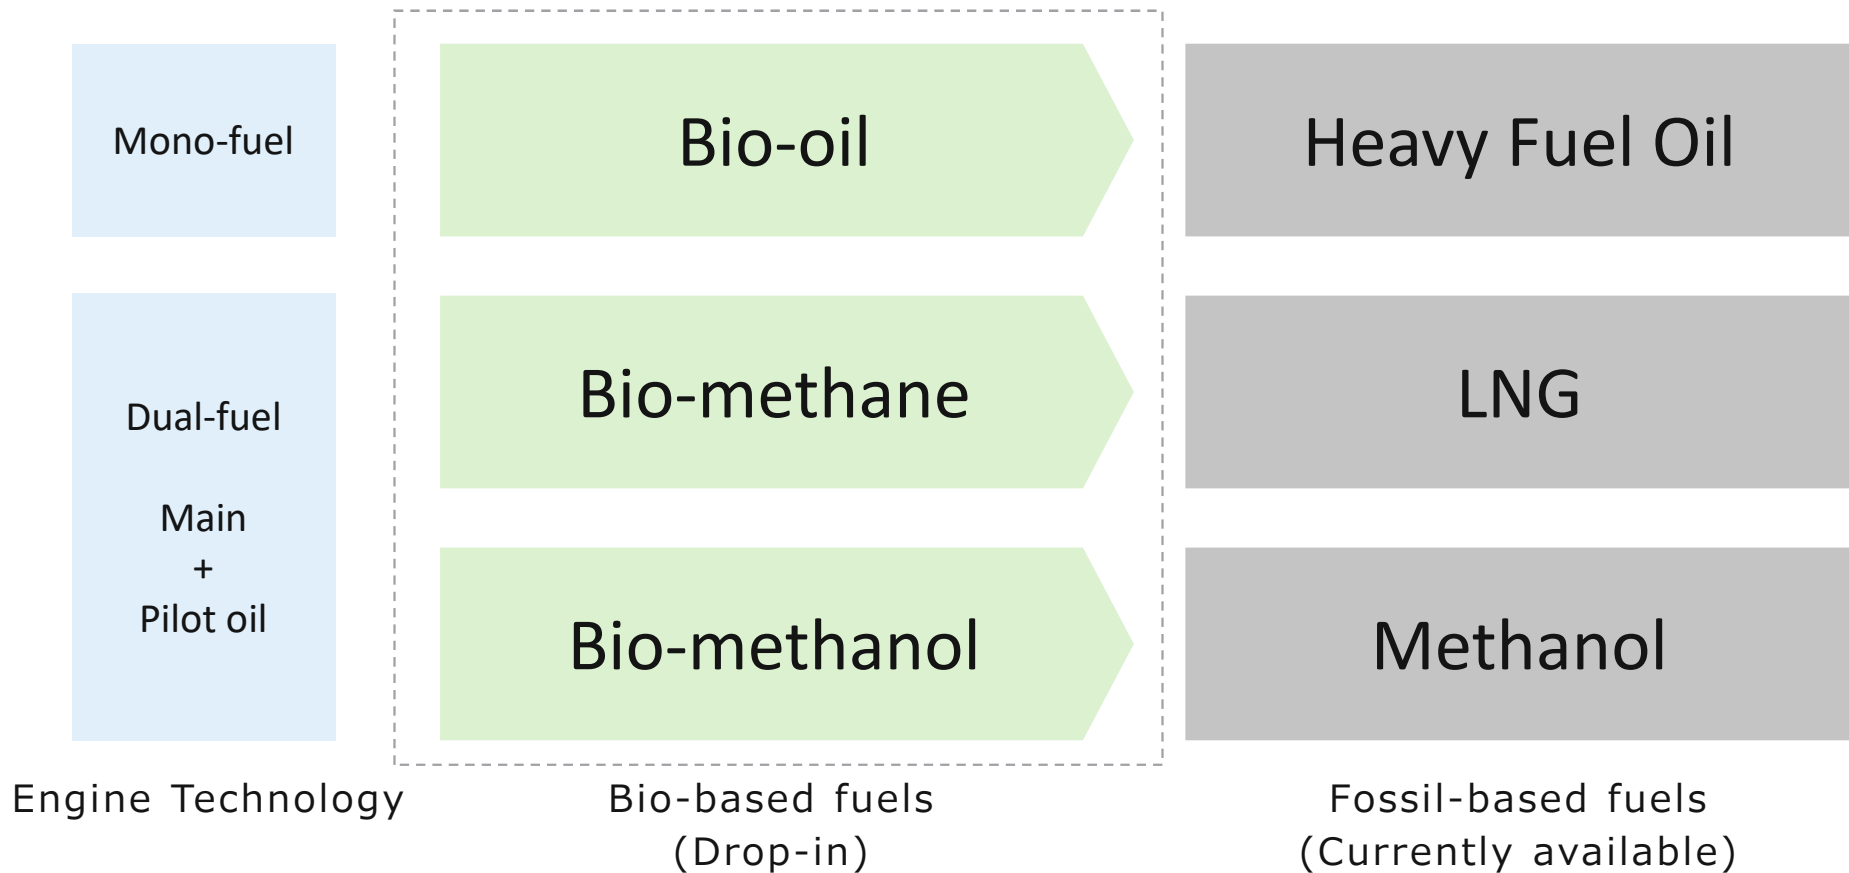 Mono-fuel
Bio-oil
Heavy Fuel Oil
Dual-fuel
Main
+
Pilot oil
Bio-methane
LNG
Bio-methanol
Methanol
Engine Technology
Bio-based fuels
(Drop-in)
Fossil-based fuels
(Currently available)